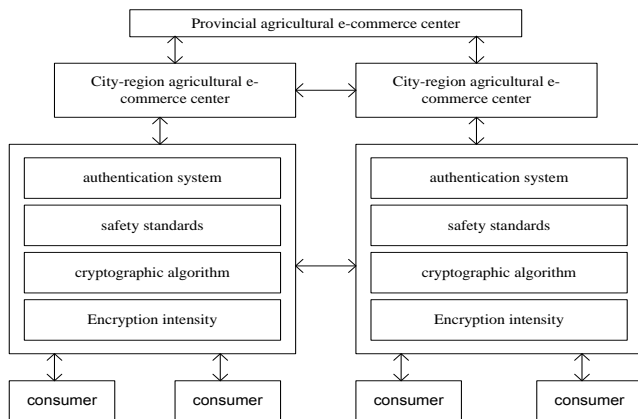 Provincial agricultural e-commerce center
City-region agricultural e-
commerce center
City-region agricultural e-
commerce center
authentication system
safety standards
cryptographic algorithm
Encryption intensity
authentication system
safety standards
cryptographic algorithm
Encryption intensity
consumer
consumer
consumer
consumer